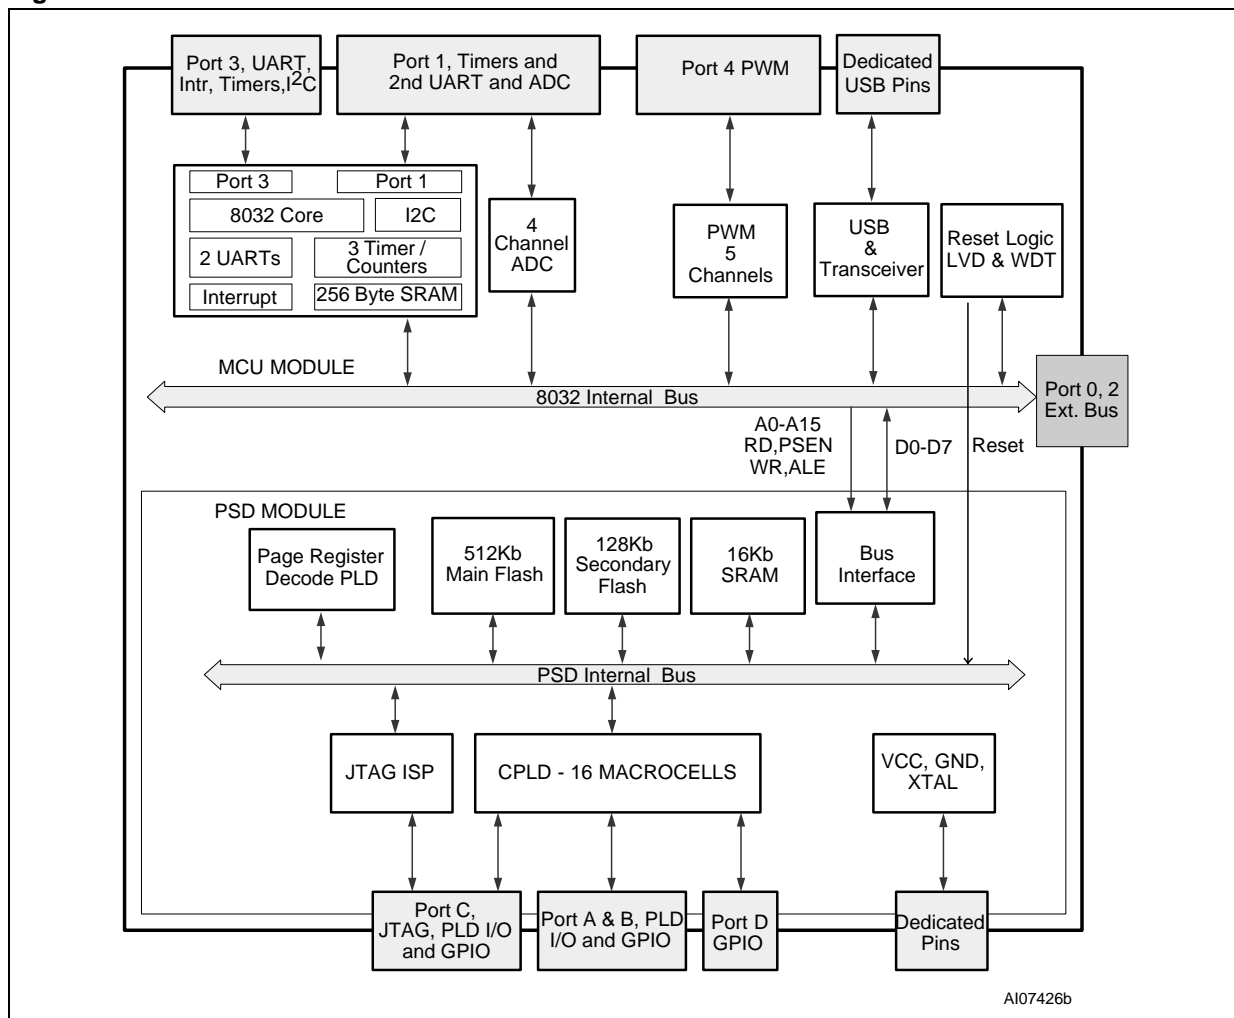 Port 3, UART,
Intr, Timers,I2C
Port 1, Timers and
2nd UART and ADC
Port 4 PWM
Dedicated
USB Pins
Port 3
Port 1
8032 Core
I2C
2 UARTs
3 Timer /
Counters
Interrupt
256 Byte SRAM
4
Channel
ADC
PWM
5
Channels
USB
&
Transceiver
Reset Logic
LVD & WDT
MCU MODULE
8032 Internal Bus
Port 0, 2
Ext. Bus
A0-A15
RD,PSEN
WR,ALE
D0-D7
Reset
PSD MODULE
Page Register
Decode PLD
512Kb
Main Flash
128Kb
Secondary
Flash
16Kb
SRAM
Bus
Interface
PSD Internal Bus
JTAG ISP
CPLD - 16 MACROCELLS
VCC, GND,
XTAL
Port C,
JTAG, PLD I/O
and GPIO
Port A & B, PLD
I/O and GPIO
Port D
GPIO
Dedicated
Pins
AI07426b